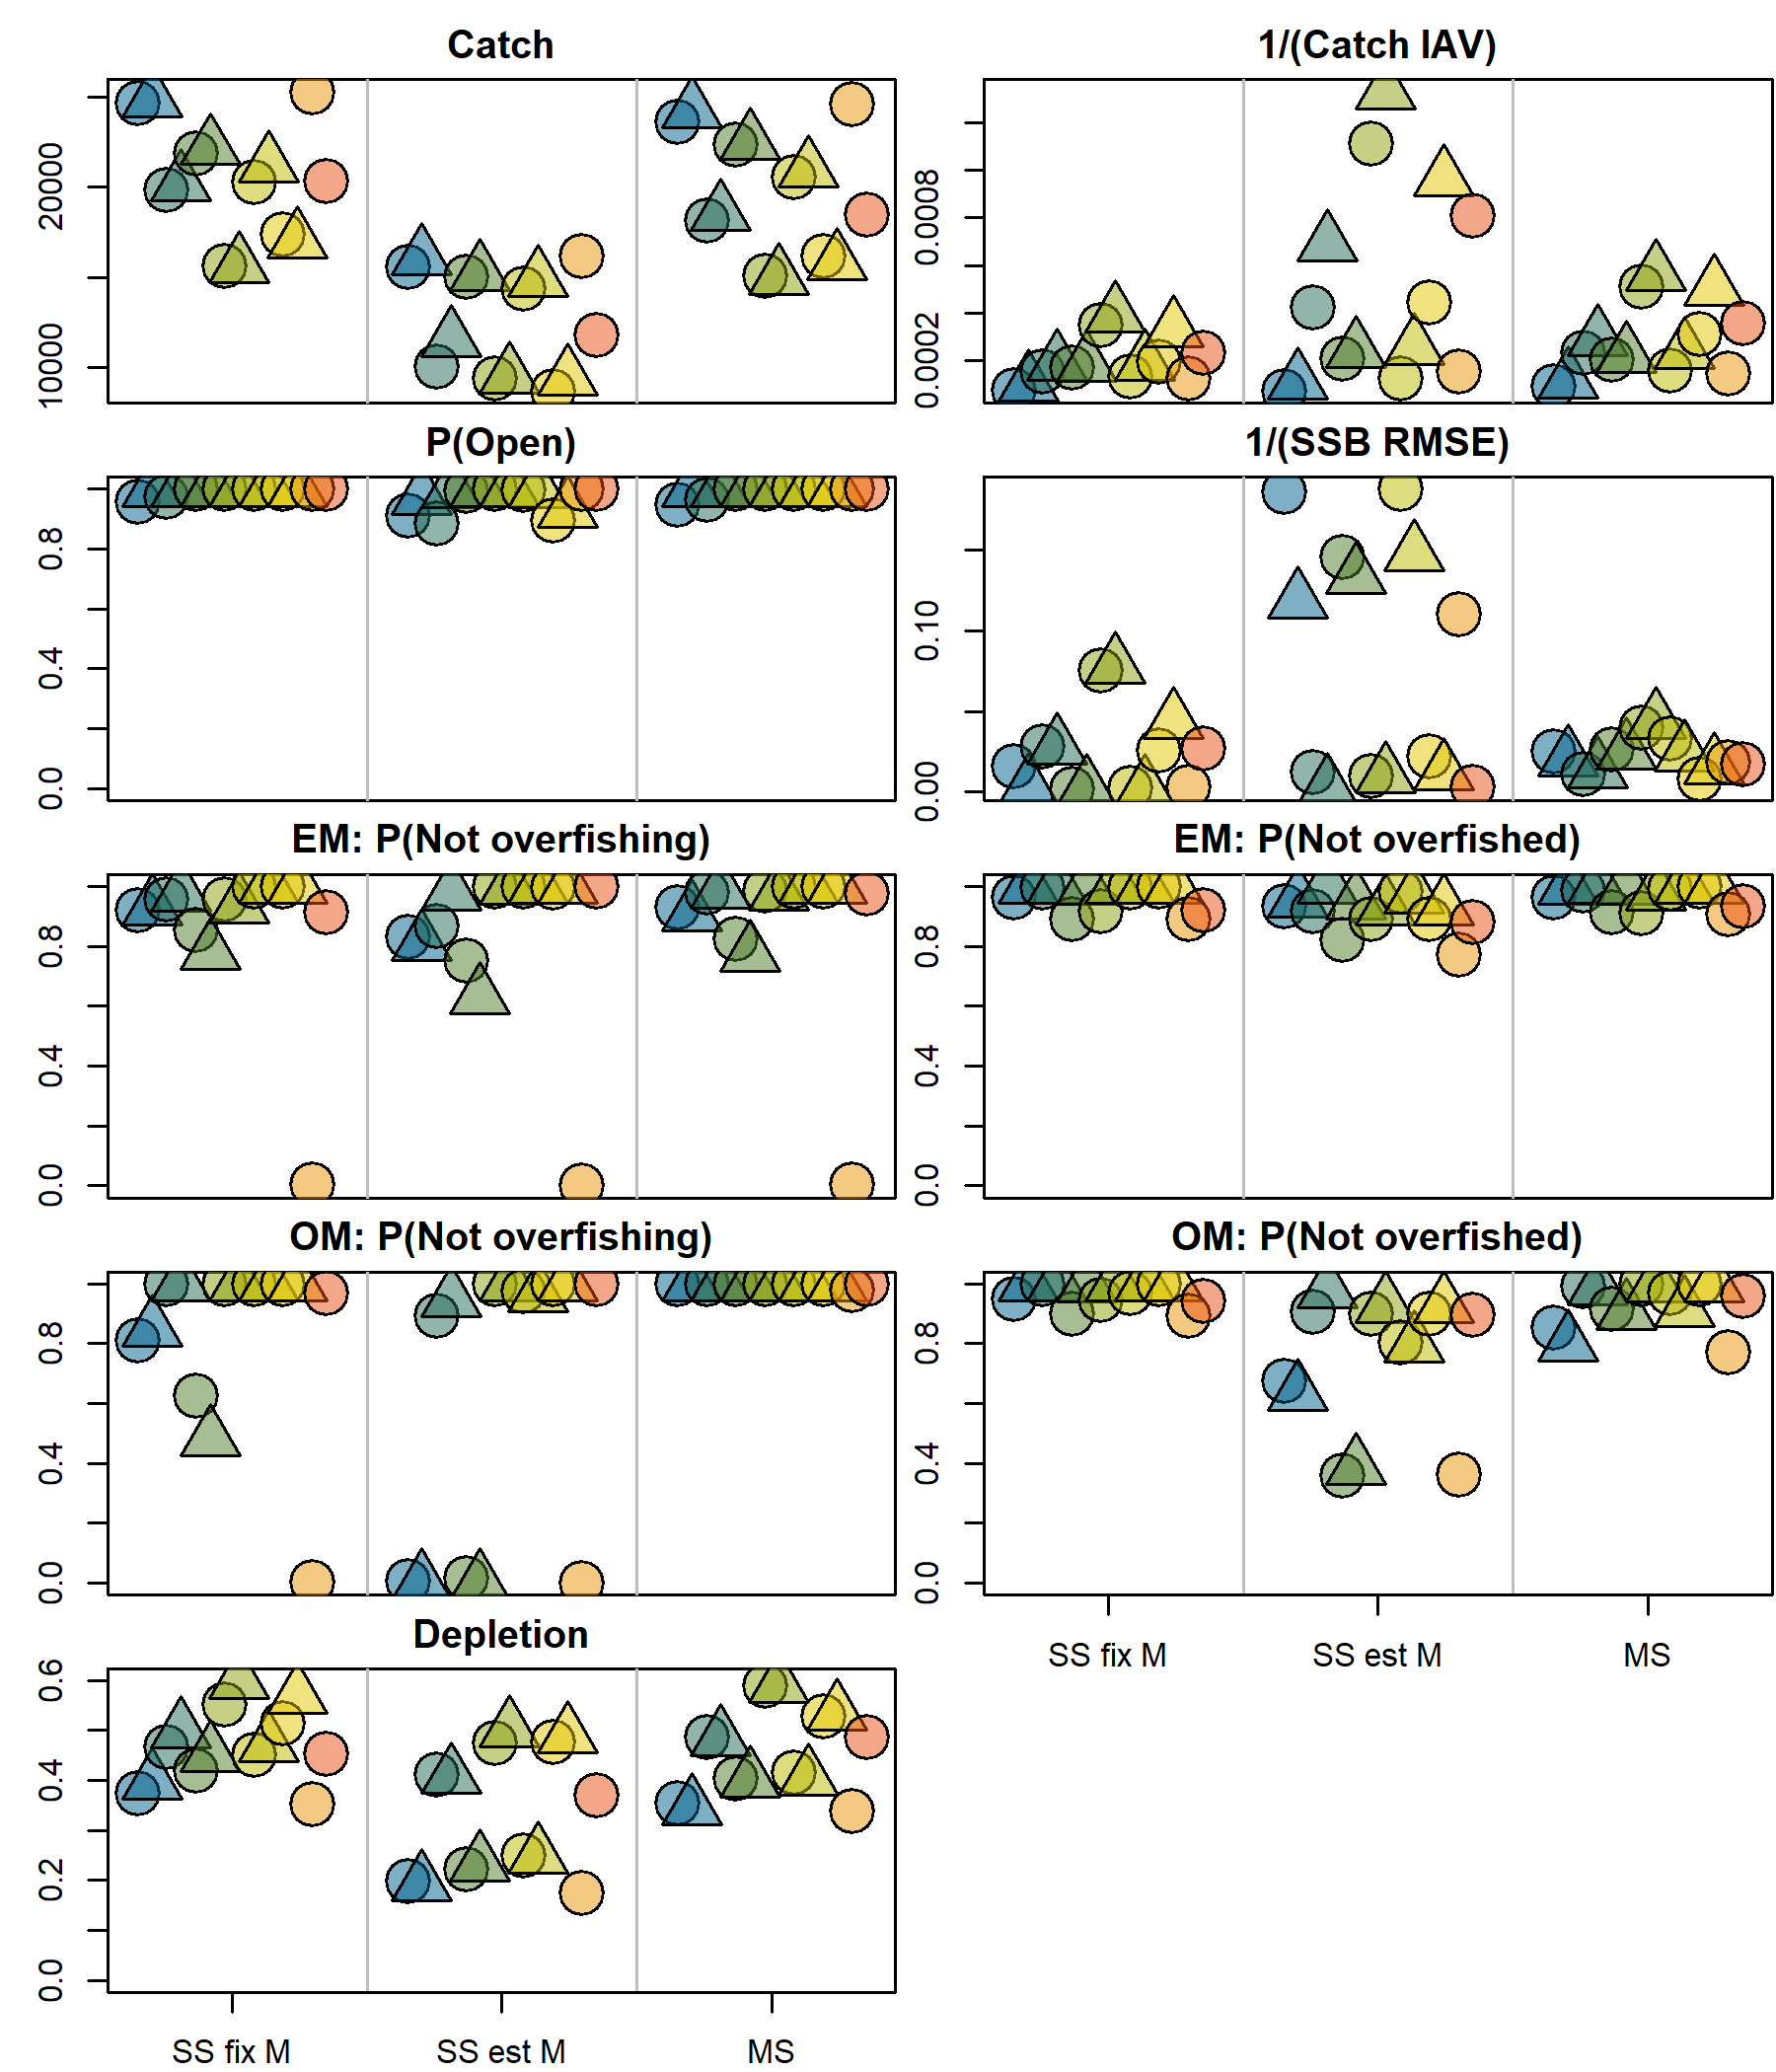 Catch
1/(Catch IAV)
20000
10000
0.0008
0.0002
P(Open)
1/(SSB RMSE)
0.8
0.4
0.0
0.10
0.00
EM: P(Not overfishing)
EM: P(Not overfished)
0.8
0.4
0.0
0.8
0.4
0.0
OM: P(Not overfishing)
OM: P(Not overfished)
0.8
0.4
0.0
0.8
0.4
0.0
SS fix M
SS est M
MS
Depletion
0.6
0.4
0.2
0.0
SS fix M
SS est M
MS